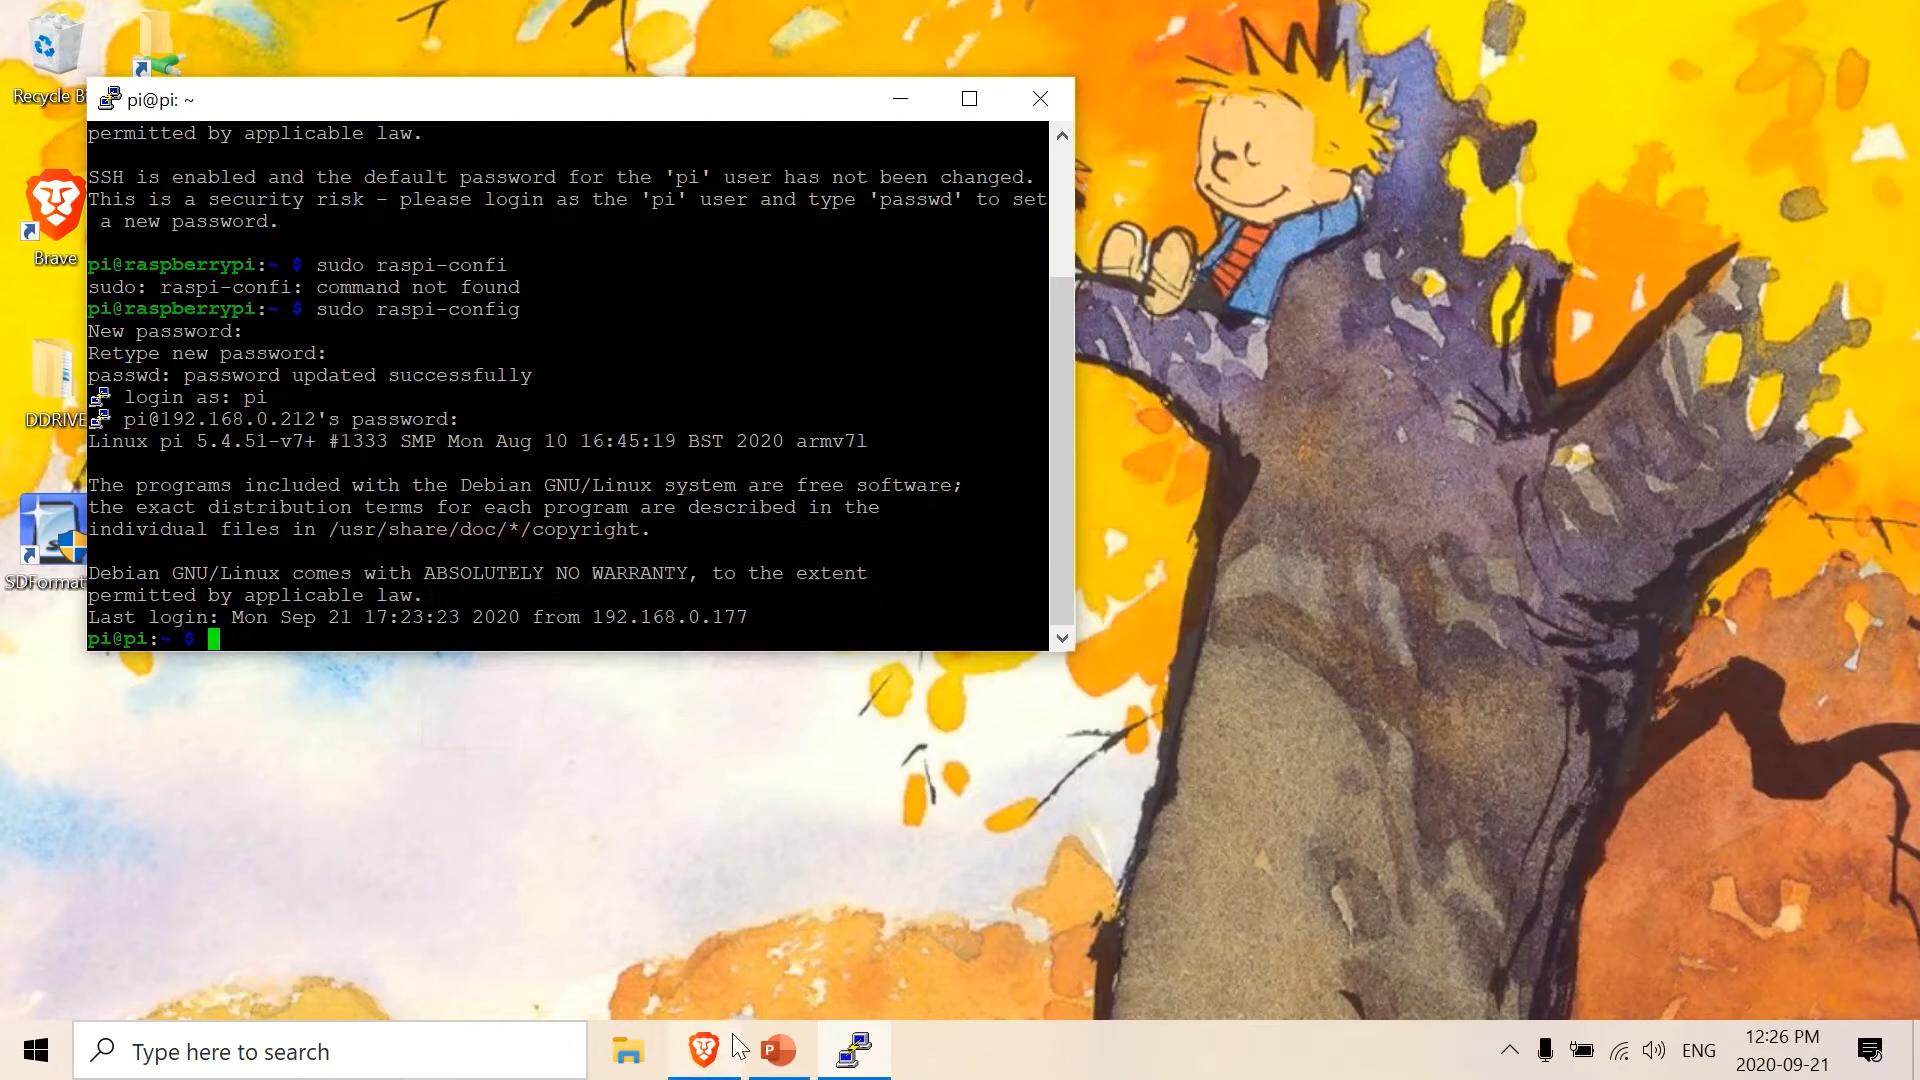 Recycle Bi
pi@pi: ~
permitted by applicable law.
SSH is enabled and the default password for the 'pi' user has not been changed.
This is a security risk - please login as the 'pi' user and type 'passwd' to set
a new password.
pi@raspberrypi:~ $ sudo raspi-confi
sudo: raspi-confi: command not found
pi@raspberrypi:~ $ sudo raspi-config
New password:
Retype new password:
passwd: password updated successfully
login as: pi
pi@192.168.0.212's password:
Linux pi 5.4.51-v7+ #1333 SMP Mon Aug 10 16:45:19 BST 2020 armv7l
The programs included with the Debian GNU/Linux system are free software;
the exact distribution terms for each program are described in the
individual files in /usr/share/doc/*/copyright.
Debian GNU/Linux comes with ABSOLUTELY NO WARRANTY, to the extent
permitted by applicable law.
Last login: Mon Sep 21 17:23:23 2020 from 192.168.0.177
pi@pi:~ $
Brave
DDRIVE
SDFormat
Type here to search
P
ENG
12:26 PM
2020-09-21